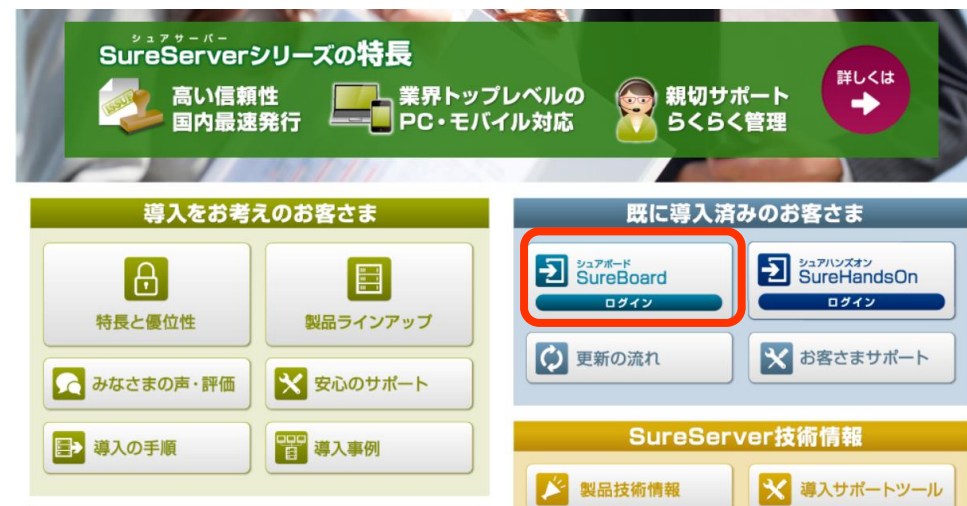 シュアサーバー
SureServerシリーズの特長
高い信頼性
国内最速発行
業界トップレベルの
PC・モバイル対応
親切サポート
らくらく管理
詳しくは
導入をお考えのお客さま
特長と優位性
製品ラインアップ
みなさまの声・評価
安心のサポート
導入の手順
導入事例
既に導入済みのお客さま
シュアボード
SureBoard
ログイン
シュアハンズオン
SureHandsOn
ログイン
更新の流れ
お客さまサポート
SureServer技術情報
製品技術情報
導入サポートツール